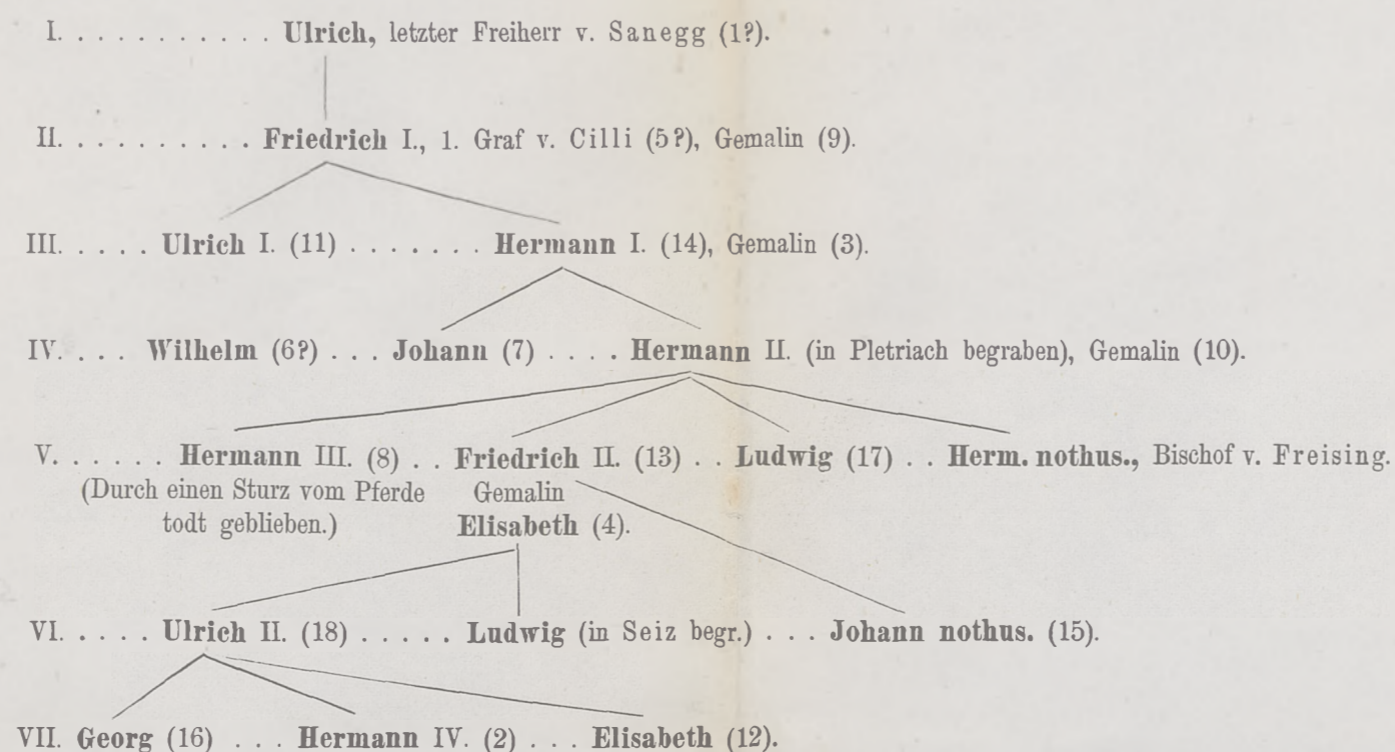 I. . . . . . . . . . . . Ulrich, letzter Freiherr v. Sanegg (1?).
II. . . . . . . . . . . Friedrich I., 1. Graf v. Cilli (5?), Gemalin (9).
III. . . . . . Ulrich I. (11) . . . . . . . Hermann I. (14), Gemalin (3).
IV. . . . Wilhelm (6?) . . . Johann (7) . . . . Hermann II. (in Pletriach begraben), Gemalin (10).
V. . . . . . . Hermann III. (8) . . Friedrich II. (13) . . Ludwig (17) . . Herm. nothus., Bischof v. Freising.
(Durch einen Sturz vom Pferde Gemalin
todt geblieben.) Elisabeth (4).
VI. . . . . Ulrich II. (18) . . . . . Ludwig (in Seiz begr.) . . . Johann nothus. (15).
VII. Georg (16) . . . Hermann IV. (2) . . . Elisabeth (12).